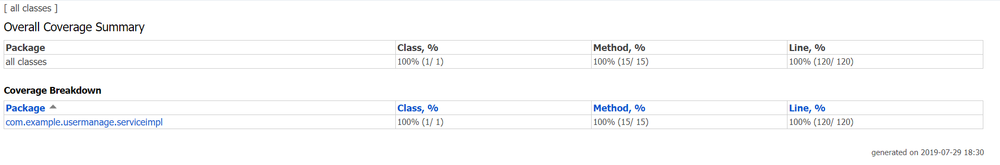 [ all classes ]
Overall Coverage Summary
Package Class, % Method, % Line, %
all classes 100% (1/ 1) 100% (15/ 15) 100% (120/ 120)
Coverage Breakdown
Package Class, % Method, % Line, %
com.example.usermanage.serviceimpl 100% (1/ 1) 100% (15/ 15) 100% (120/ 120)
generated on 2019-07-29 18:30